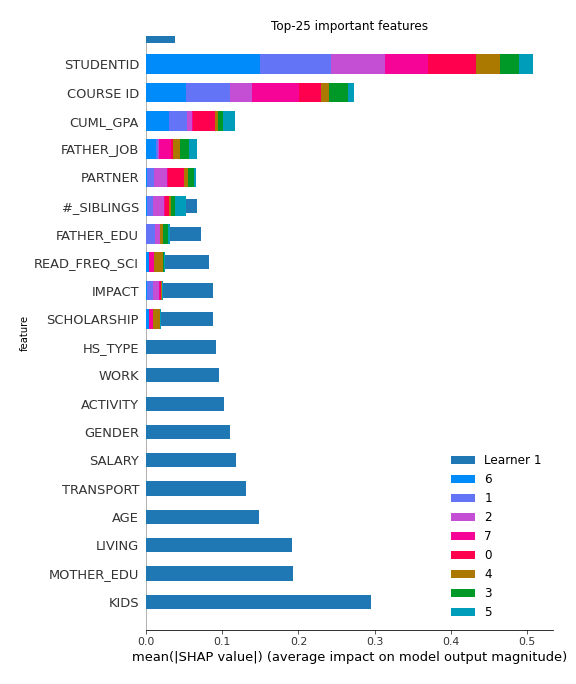 Top-25 important features
STUDENTID
COURSE ID
CUML_GPA
FATHER_JOB
PARTNER
#_SIBLINGS
FATHER_EDU
READ_FREQ_SCI
IMPACT
SCHOLARSHIP
HS_TYPE
WORK
ACTIVITY
GENDER
SALARY
TRANSPORT
AGE
LIVING
MOTHER_EDU
KIDS
feature
Learner 1
6
1
2
7
0
4
3
5
0.0 0.1 0.2 0.3 0.4 0.5
mean(|SHAP value|) (average impact on model output magnitude)